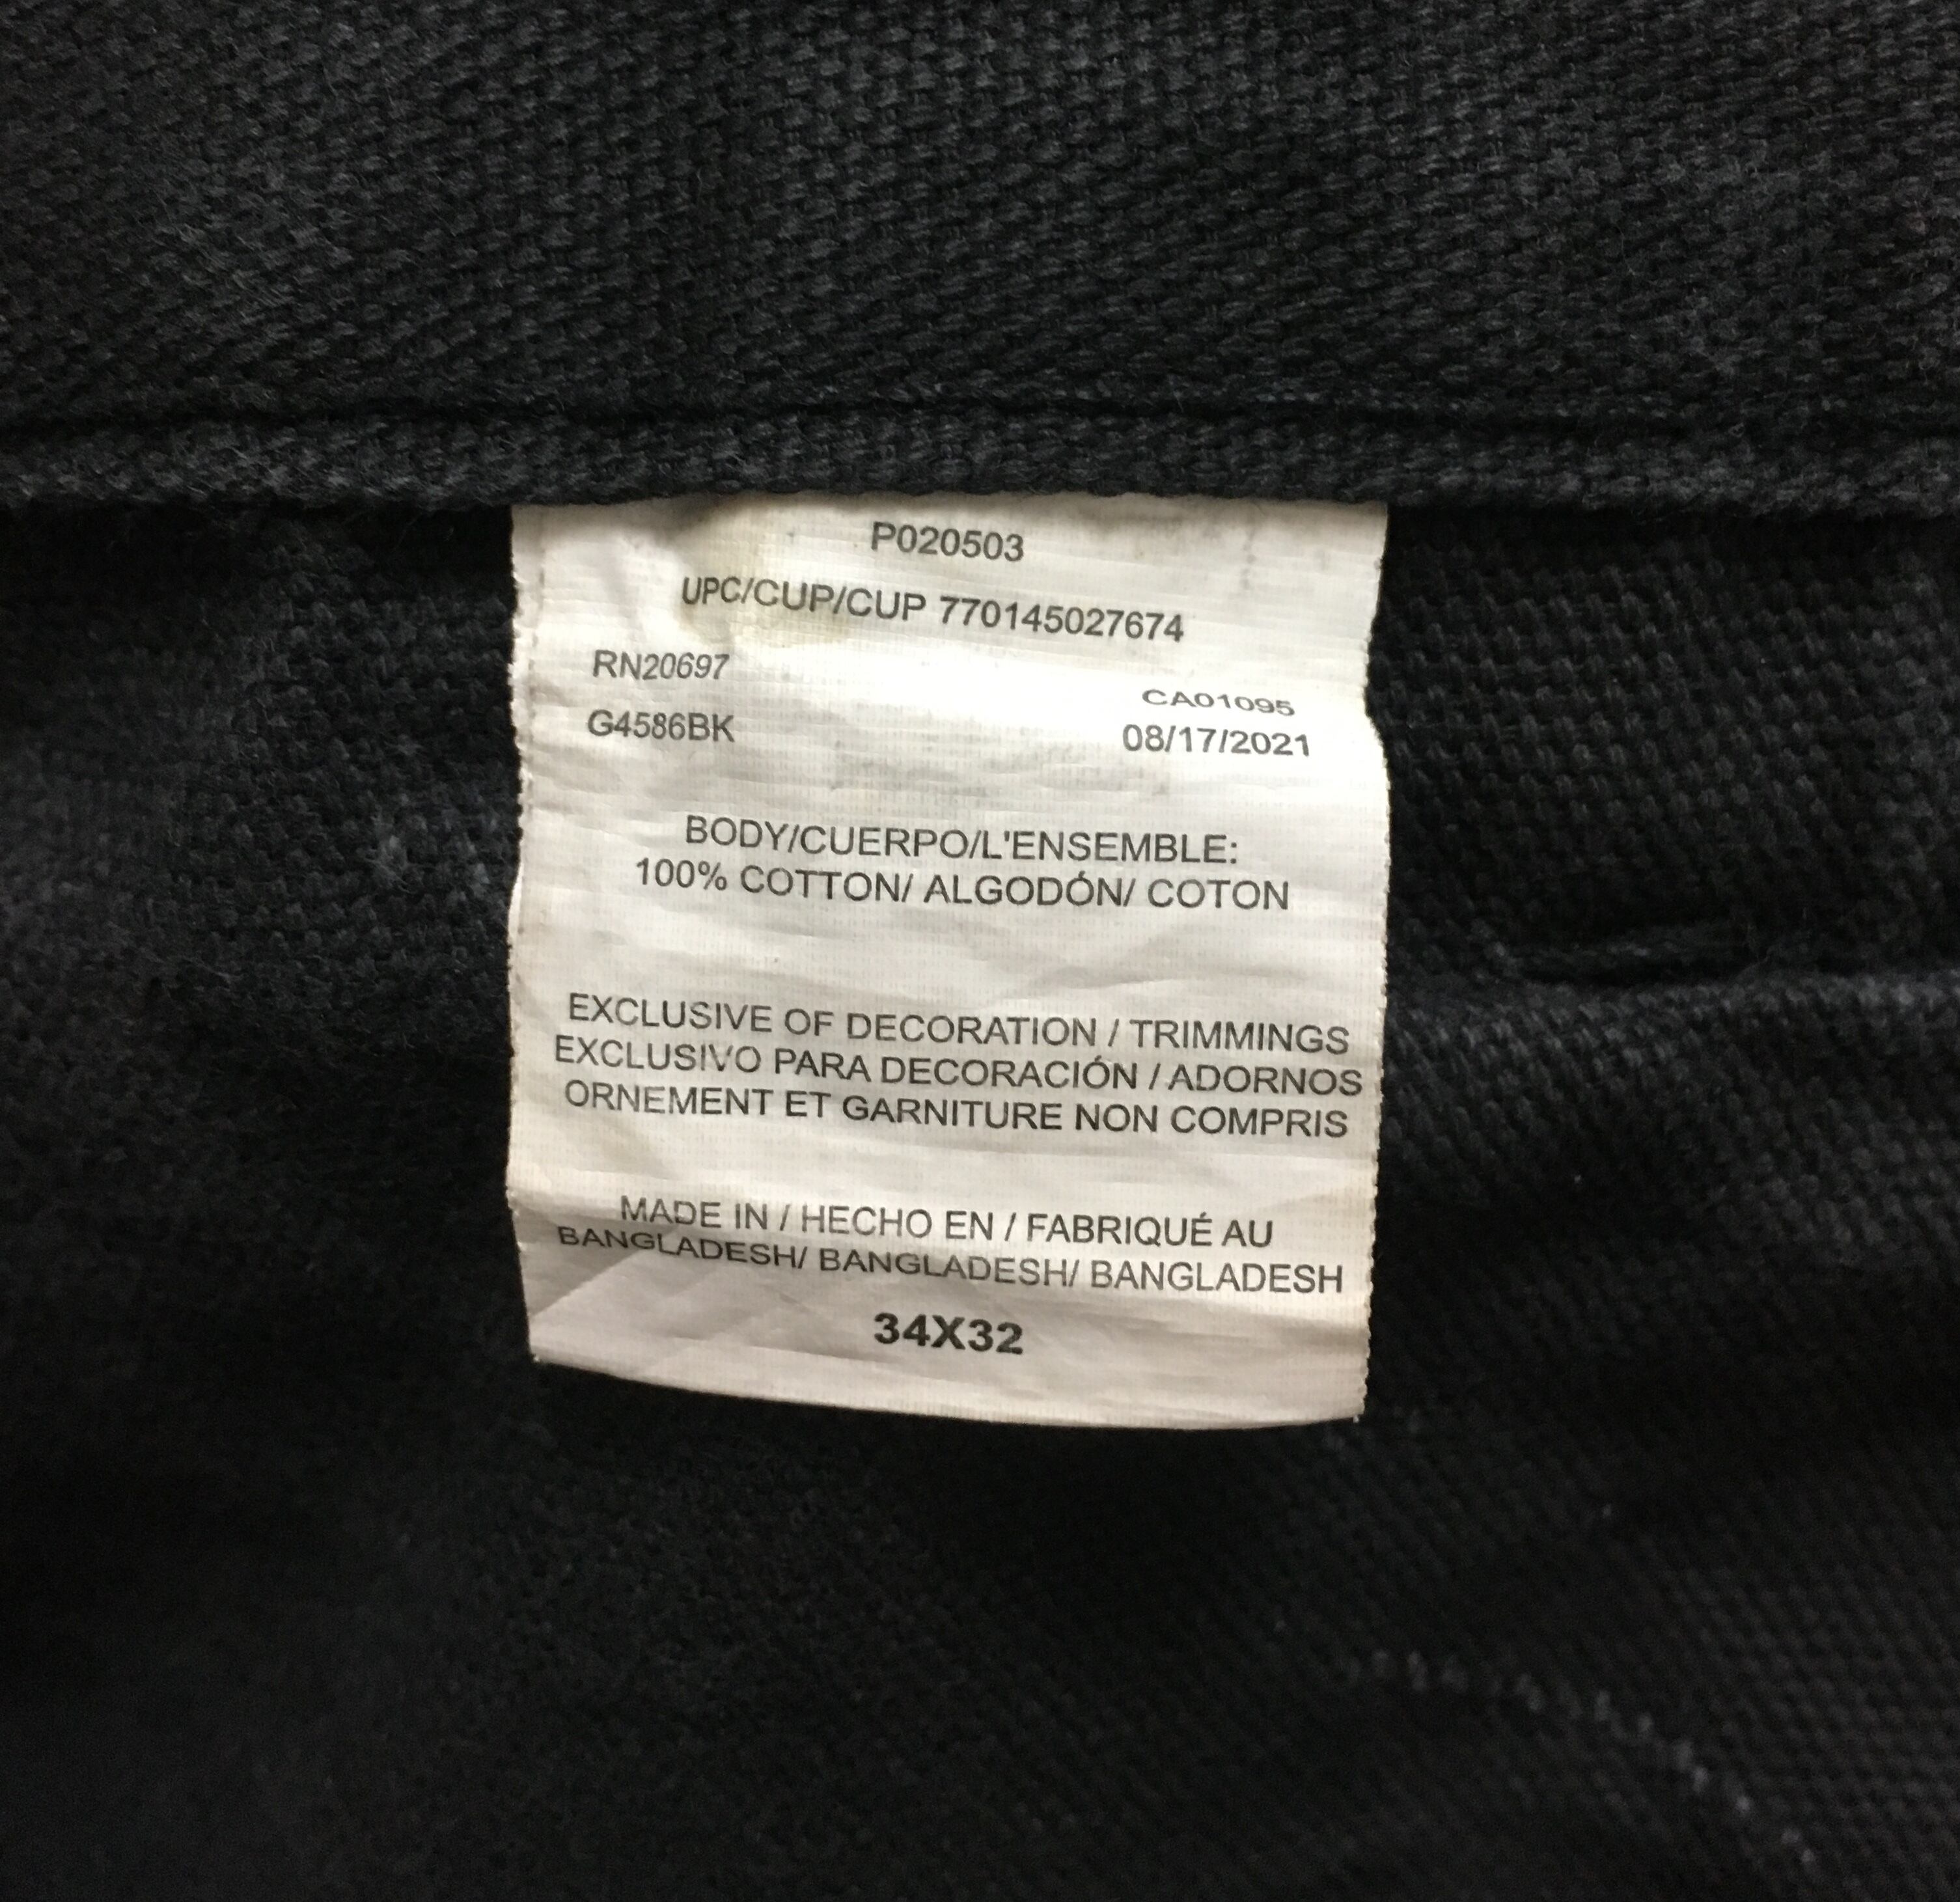 P020503
UPC/CUP/CUP 770145027674
RN20697
CA01095
G4586BK
08/17/2021
BODY/CUERPO/L'ENSEMBLE:
100% COTTON/ ALGODÓN/ COTON
EXCLUSIVE OF DECORATION / TRIMMINGS
EXCLUSIVO PARA DECORACIÓN / ADORNOS
ORNEMENT ET GARNITURE NON COMPRIS
MADE IN / HECHO EN / FABRIQUÉ AU
BANGLADESH/ BANGLADESH/ BANGLADESH
34X32